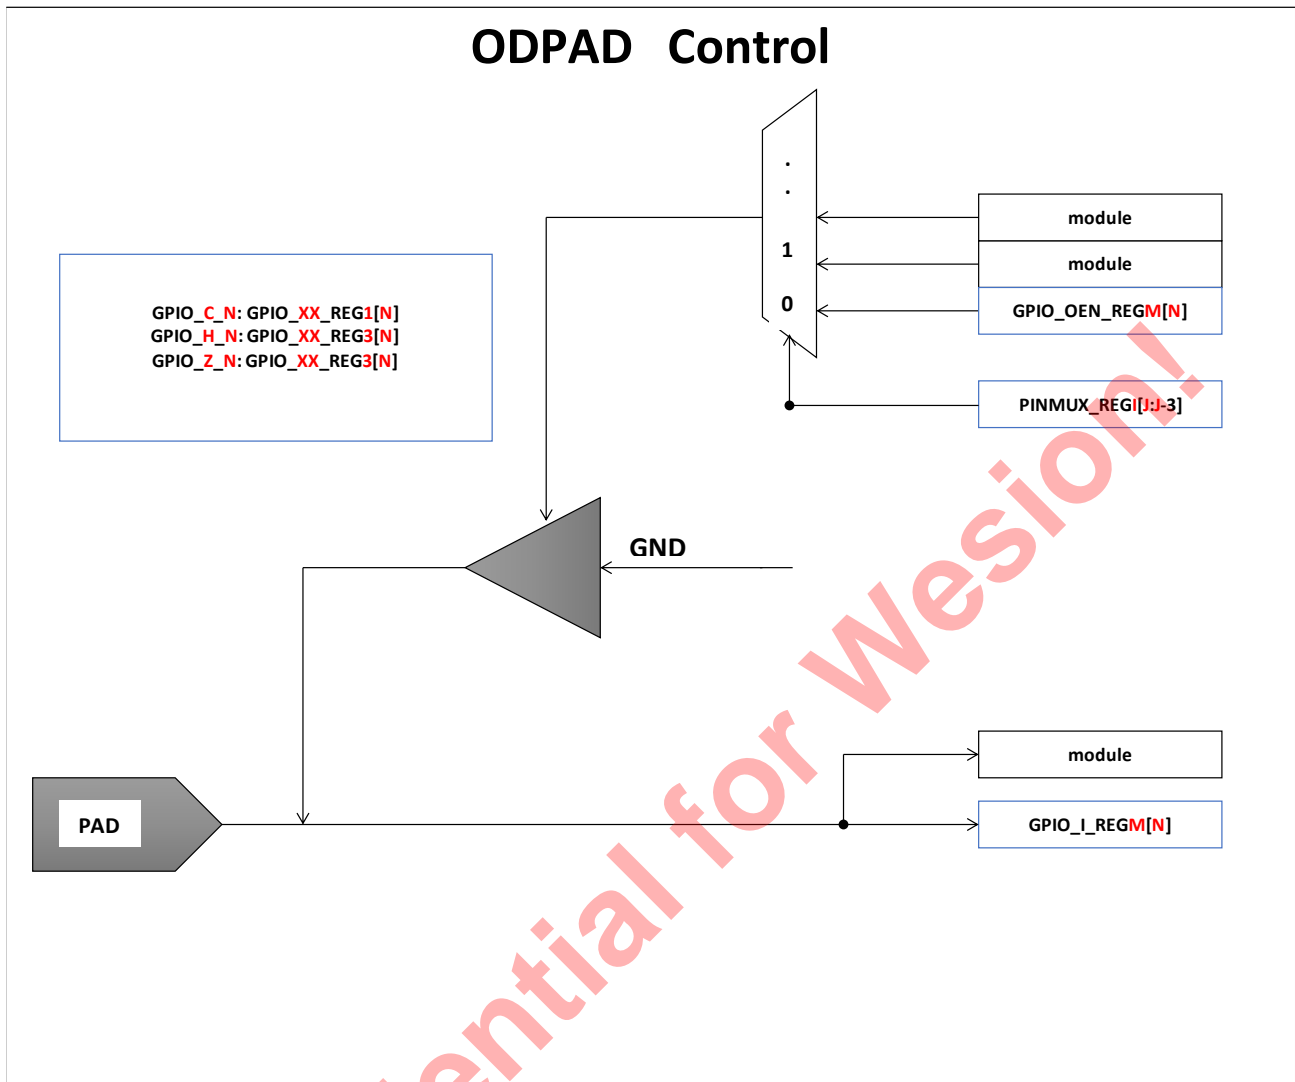 ODPAD Control
.
.
1
0
module
module
GPIO_OEN_REGM[N]
PINMUX_REGI[J:J-3]
GPIO_C_N: GPIO_XX_REG1[N]
GPIO_H_N: GPIO_XX_REG3[N]
GPIO_Z_N: GPIO_XX_REG3[N]
GND
module
PAD
GPIO_I_REGM[N]
for Wesion!